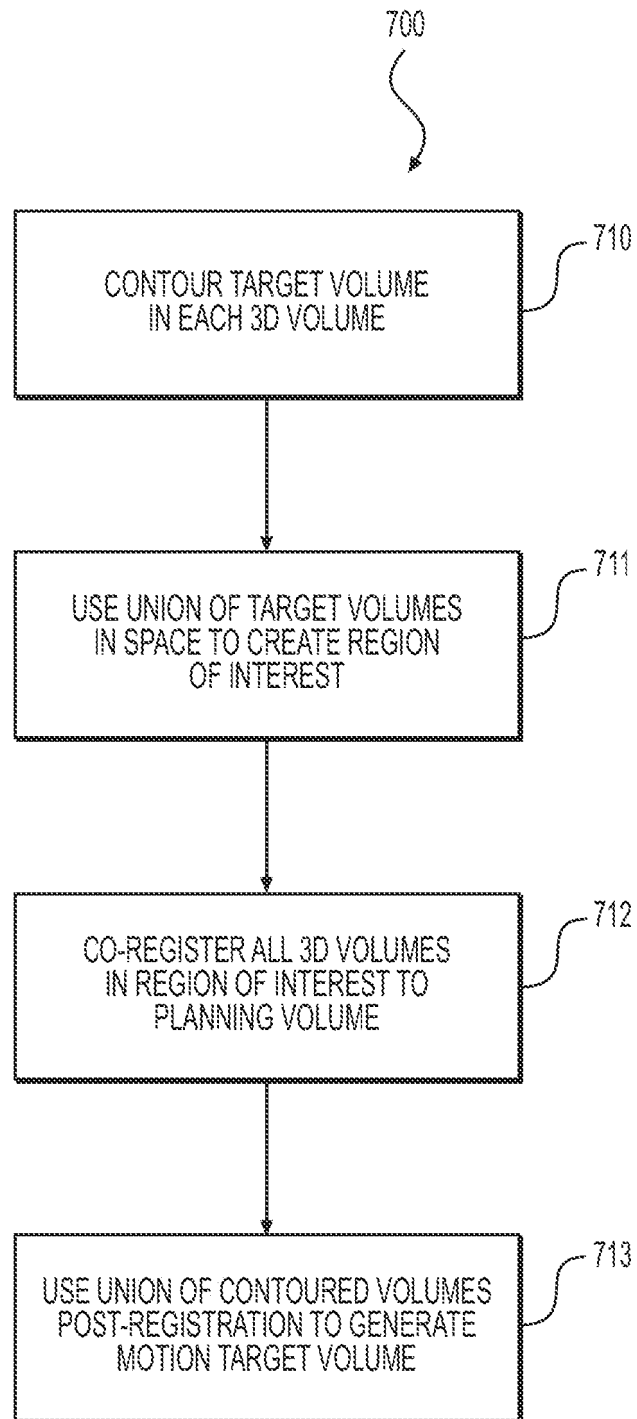 700
710
CONTOUR TARGET VOLUME
IN EACH 3D VOLUME
711
USE UNION OF TARGET VOLUMES
IN SPACE TO CREATE REGION
OF INTEREST
712
CO-REGISTER ALL 3D VOLUMES
IN REGION OF INTEREST TO
PLANNING VOLUME
713
USE UNION OF CONTOURED VOLUMES
POST-REGISTRATION TO GENERATE
MOTION TARGET VOLUME